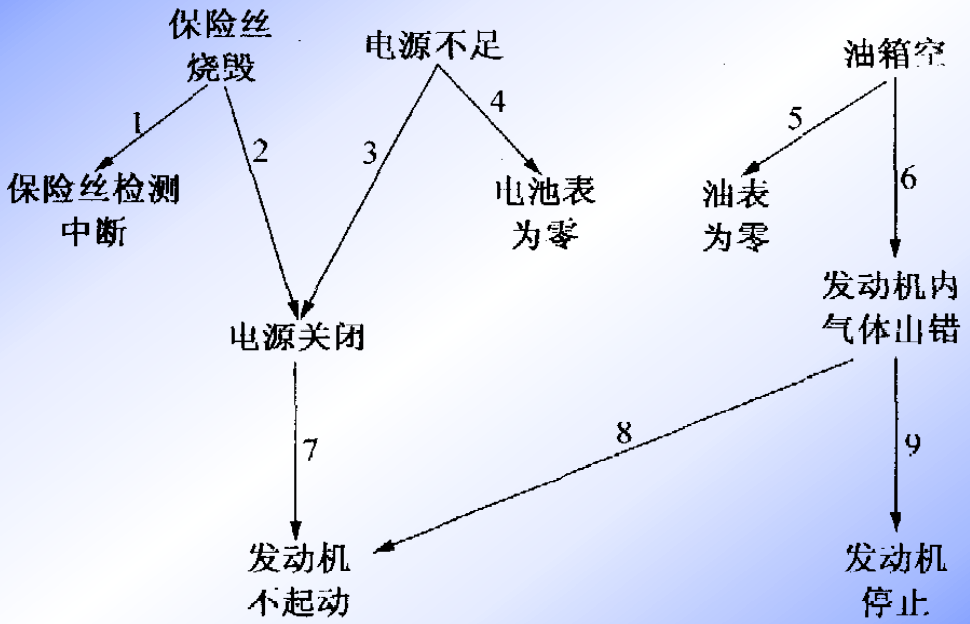 保险丝
烧毁
电源不足
油箱空
1
2
3
4
5
6
保险丝检测
中断
电池表
为零
油表
为零
发动机内
气体出错
电源关闭
7
8
9
发动机
不起动
发动机
停止